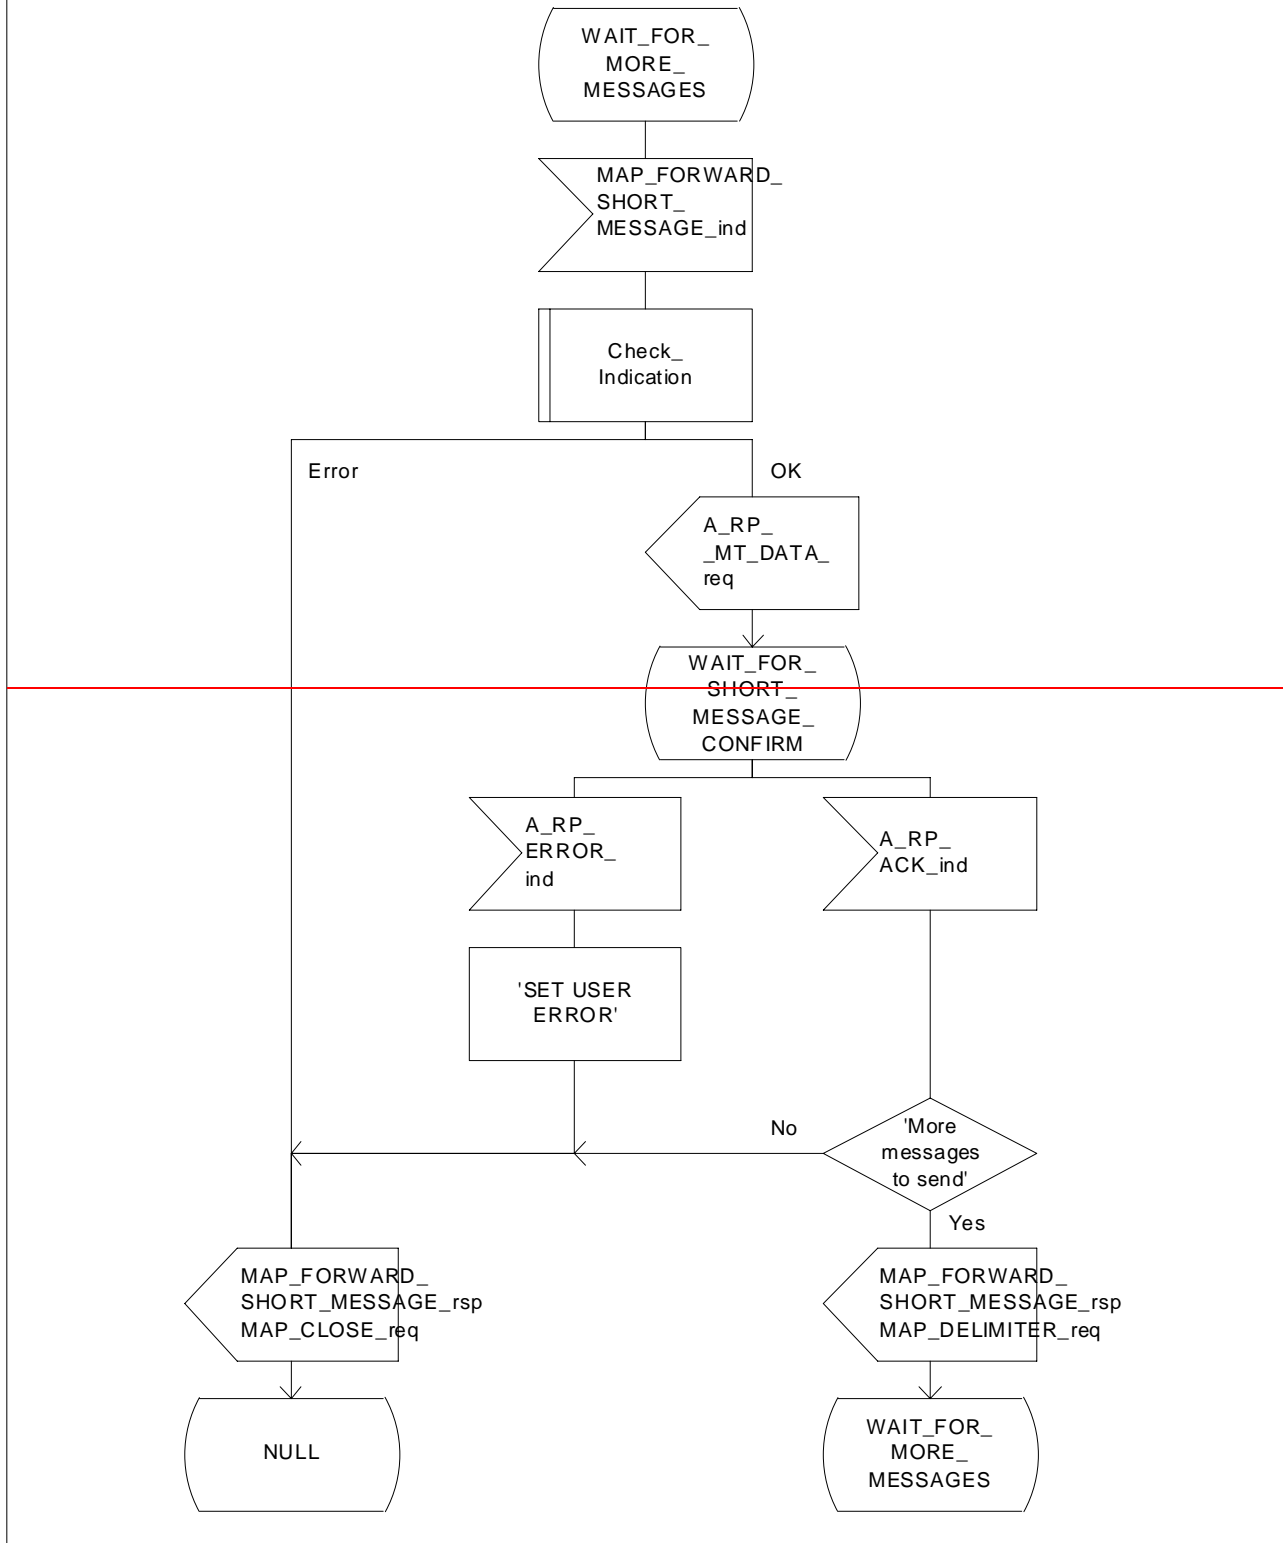 WAIT_FOR_
MORE_
MESSAGES
MAP_FORWARD_
SHORT_
MESSAGE_ind
Check_
Indication
Error
OK
A_RP_
_MT_DATA_
req
WAIT_FOR_
SHORT_
MESSAGE_
CONFIRM
A_RP_
ERROR_
ind
A_RP_
ACK_ind
'SET USER
ERROR'
No
'More
messages
to send'
Yes
MAP_FORWARD_
SHORT_MESSAGE_rsp
MAP_CLOSE_req
MAP_FORWARD_
SHORT_MESSAGE_rsp
MAP_DELIMITER_req
NULL
WAIT_FOR_
MORE_
MESSAGES